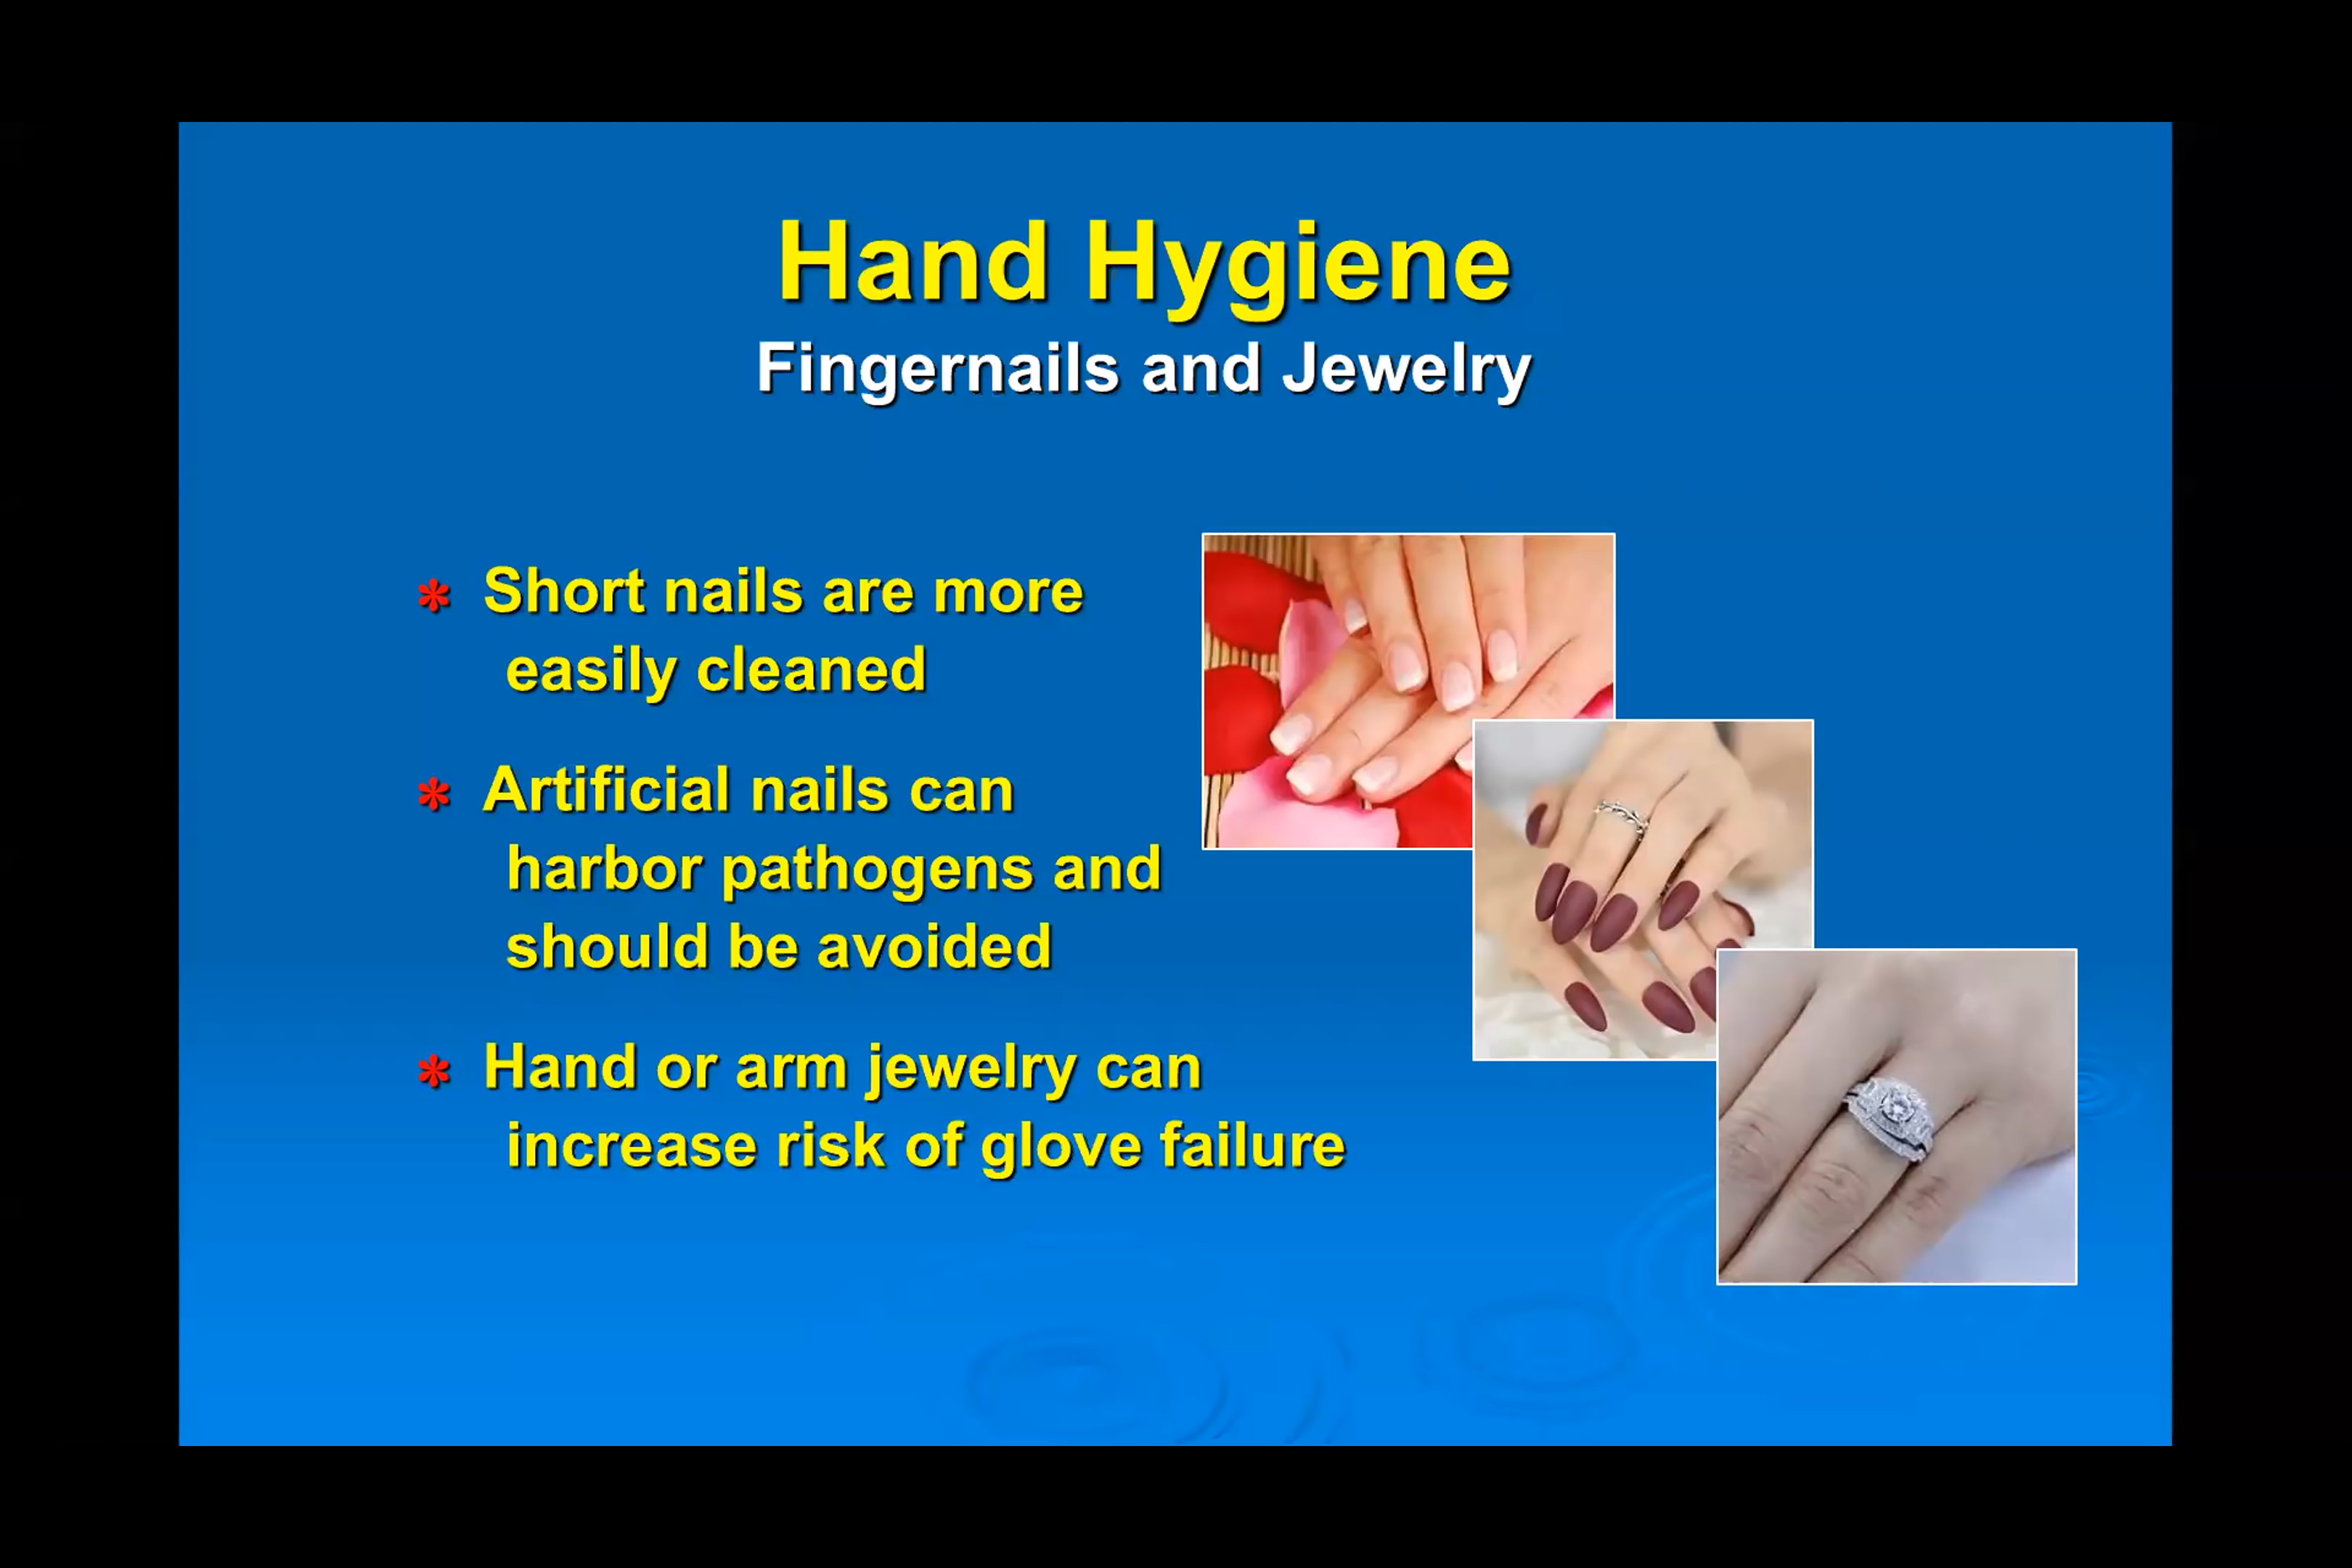 Hand Hygiene
Fingernails and Jewelry
* Short nails are more
easily cleaned
* Artificial nails can
harbor pathogens and
should be avoided
* Hand or arm jewelry can
increase risk of glove failure